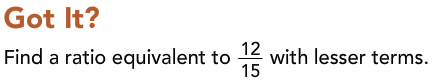 Got It?
Find a ratio equivalent to 12/15 with lesser terms.